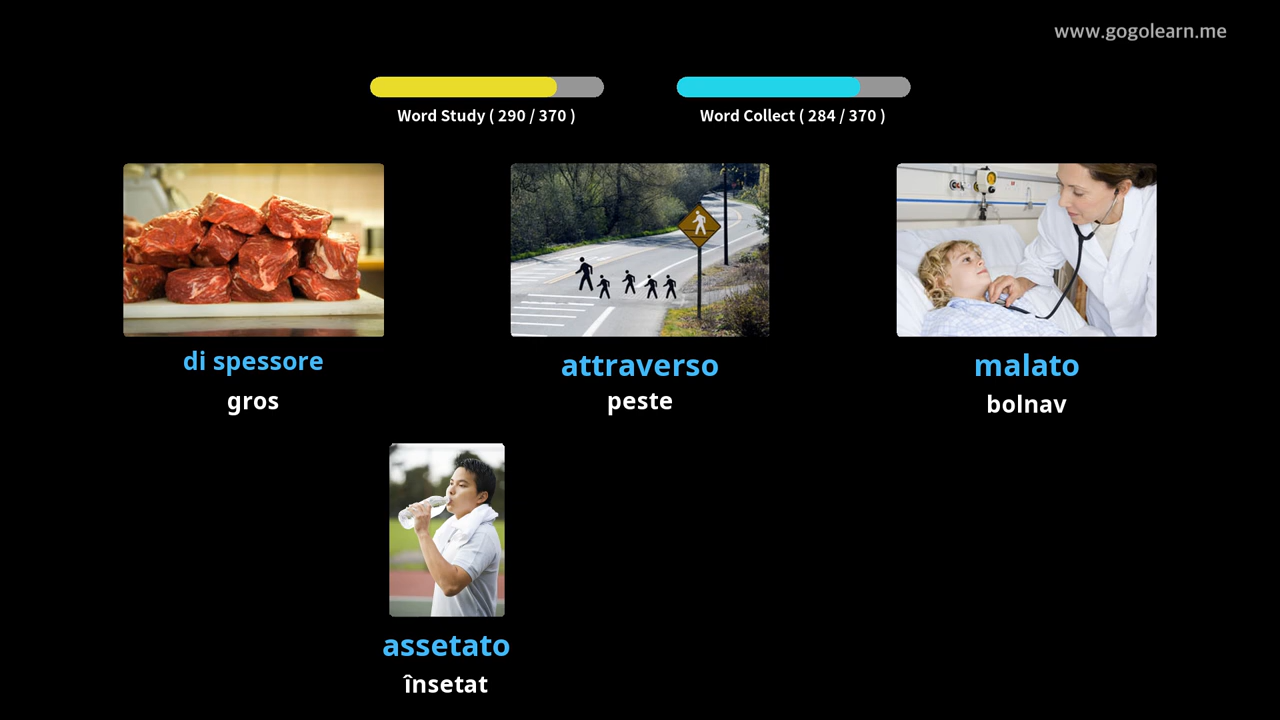 www.gogolearn.me
Word Study ( 290 / 370 )
Word Collect ( 284 / 370 )
di spessore
gros
attraverso
peste
malato
bolnav
assetato
însetat